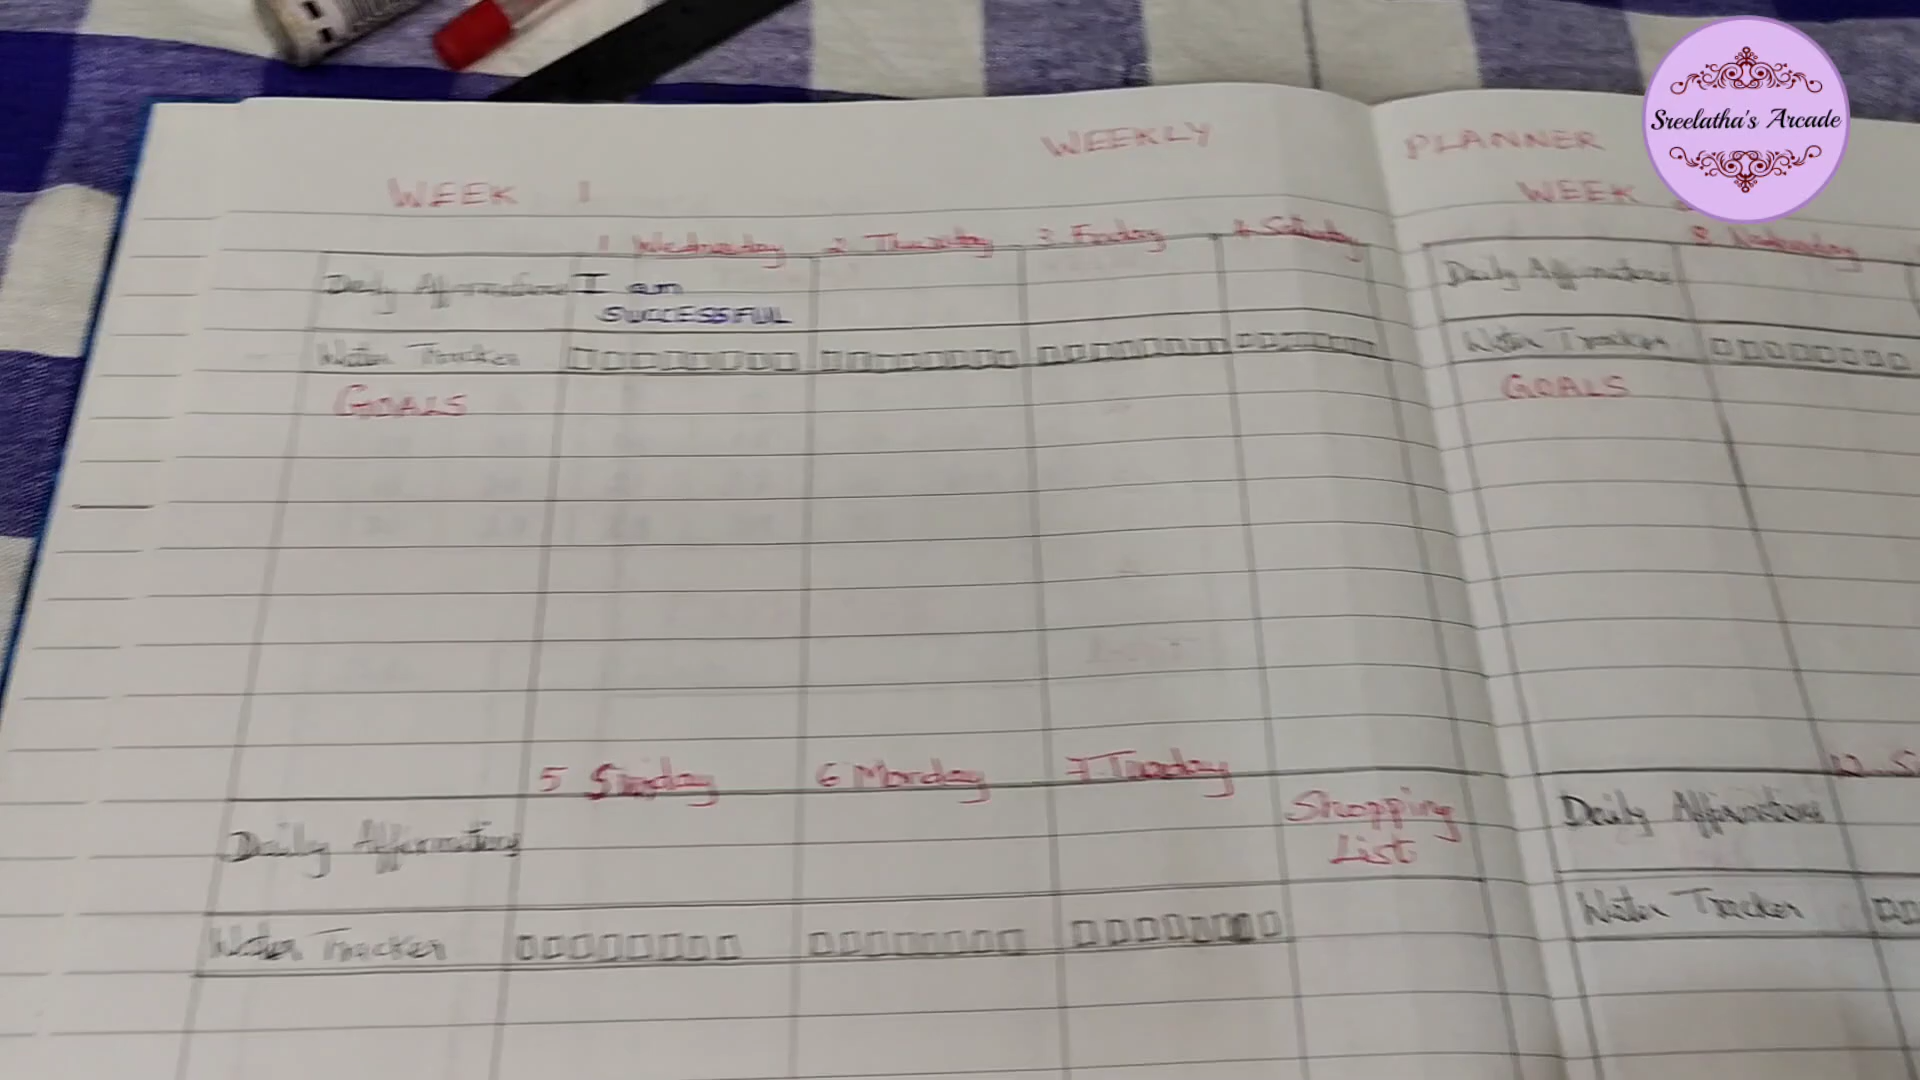 Sreelatha's Arcade
WEEKLY PLANNER
WEEK 1
1 Wednesday 2 Thursday 3 Friday 4 Saturday
Daily Affirmations I am
SUCCESSFUL
Water Tracker
GOALS
5 Sunday 6 Monday 7 Tuesday
Daily Affirmations
Shopping
List
Water Tracker
WEEK
8 Wednesday
Daily Affirmations
Water Tracker
GOALS
12
Daily Affirmations
Water Tracker